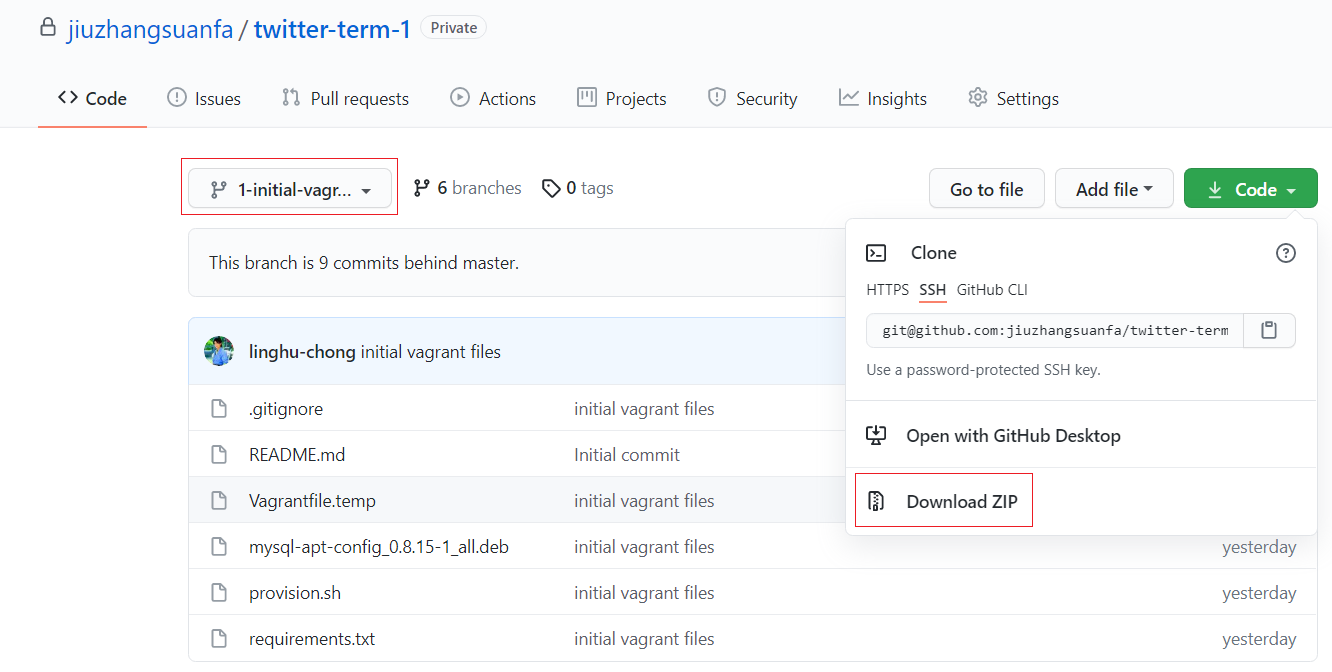 jiuzhangsuanfa / twitter-term-1 Private
Code Issues Pull requests Actions Projects Security Insights Settings
1-initial-vagr... 6 branches 0 tags Go to file Add file Code
This branch is 9 commits behind master.
Clone
HTTPS SSH GitHub CLI
git@github.com:jiuzhangsuanfa/twitter-term
Use a password-protected SSH key.
Open with GitHub Desktop
Download ZIP
linghu-chong initial vagrant files
.gitignore initial vagrant files
README.md Initial commit
Vagrantfile.temp initial vagrant files
mysql-apt-config_0.8.15-1_all.deb initial vagrant files yesterday
provision.sh initial vagrant files yesterday
requirements.txt initial vagrant files yesterday